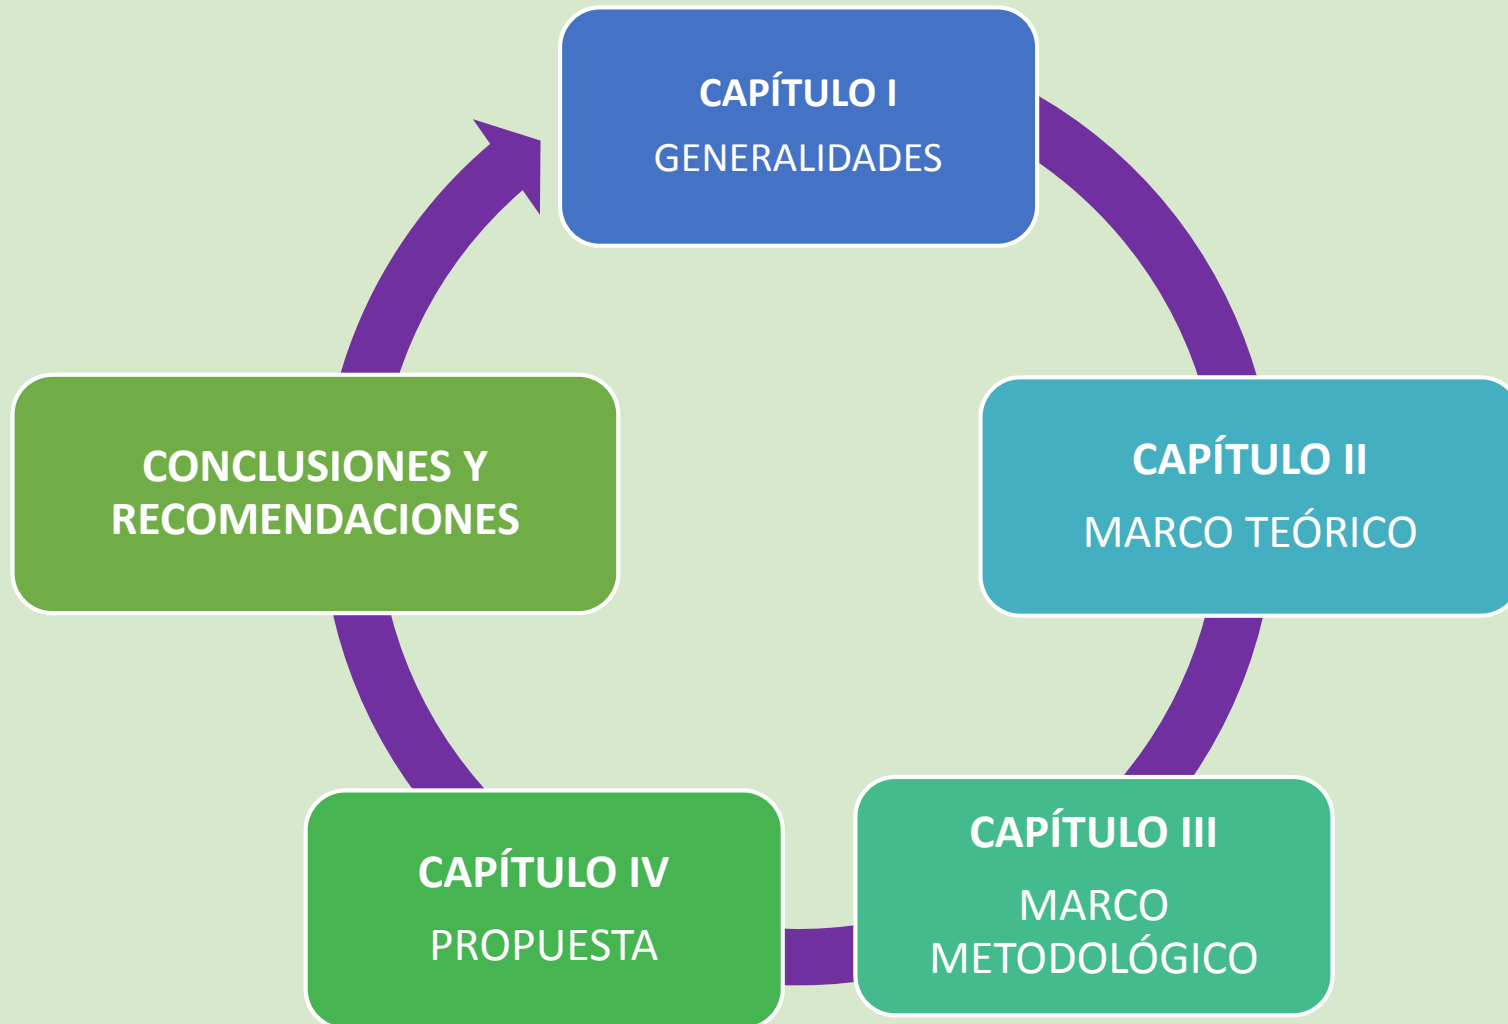 CAPÍTULO I
GENERALIDADES
CAPÍTULO II
MARCO TEÓRICO
CAPÍTULO III
MARCO
METODOLÓGICO
CAPÍTULO IV
PROPUESTA
CONCLUSIONES Y
RECOMENDACIONES